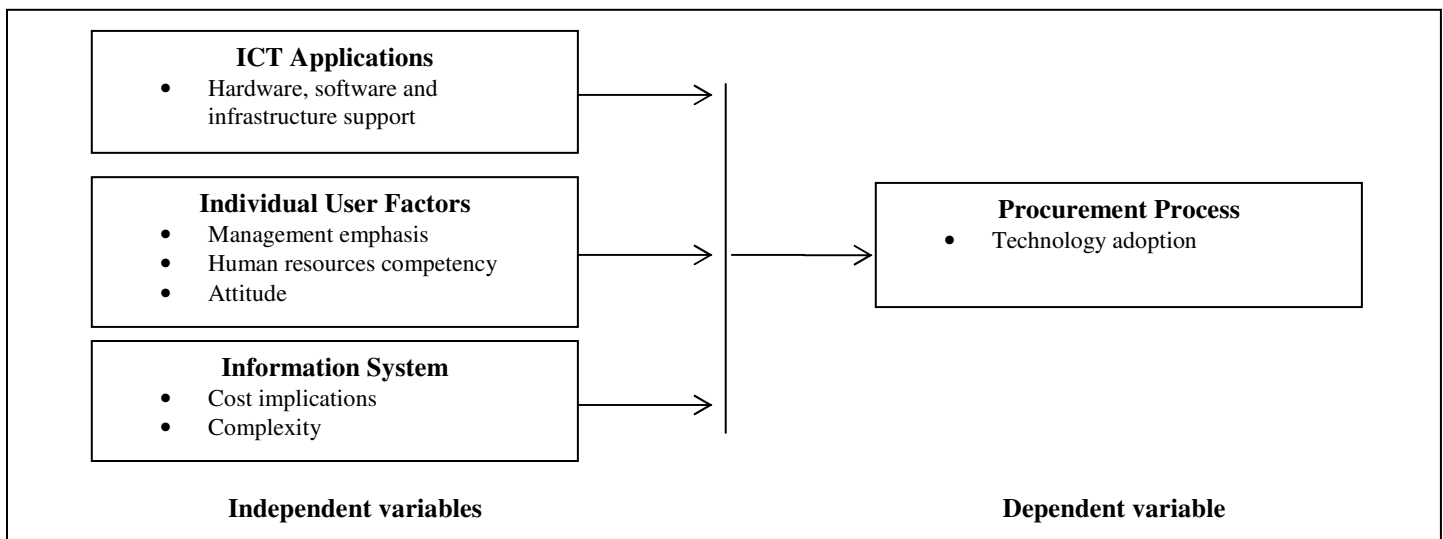 ICT Applications
• Hardware, software and
infrastructure support
Individual User Factors
• Management emphasis
• Human resources competency
• Attitude
Information System
• Cost implications
• Complexity
Independent variables
Procurement Process
• Technology adoption
Dependent variable